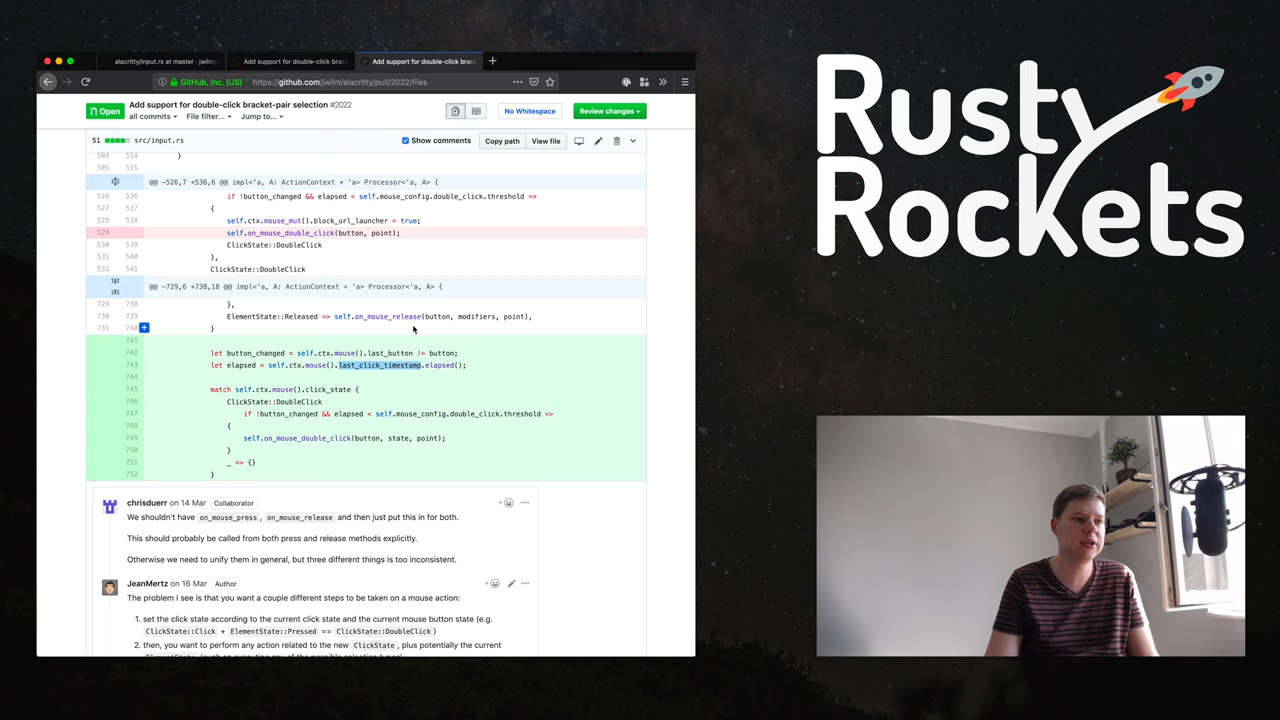 alacritty/input.rs at master · jwilm/
Add support for double-click brac
Add support for double-click brac
GitHub, Inc. (US)
https://github.com/jwilm/alacritty/pull/2022/files
Open
Add support for double-click bracket-pair selection #2022
all commits
File filter...
Jump to...
No Whitespace
Review changes
51
src/input.rs
Show comments
Copy path
View file
504 514 }
505 515
@@ -526,7 +536,6 @@ impl<'a, A: ActionContext + 'a> Processor<'a, A> {
526 536 if !button_changed && elapsed < self.mouse_config.double_click.threshold =>
527 537 {
528 538 self.ctx.mouse_mut().block_url_launcher = true;
529 self.on_mouse_double_click(button, point);
530 539 ClickState::DoubleClick
531 540 },
532 541 ClickState::DoubleClick
@@ -729,6 +738,18 @@ impl<'a, A: ActionContext + 'a> Processor<'a, A> {
729 738 },
730 739 ElementState::Released => self.on_mouse_release(button, modifiers, point),
731 740 }
741
742 let button_changed = self.ctx.mouse().last_button != button;
743 let elapsed = self.ctx.mouse().last_click_timestamp.elapsed();
744
745 match self.ctx.mouse().click_state {
746 ClickState::DoubleClick
747 if !button_changed && elapsed < self.mouse_config.double_click.threshold =>
748 {
749 self.on_mouse_double_click(button, state, point);
750 }
751 _ => {}
752 }
chrisduerr on 14 Mar Collaborator
We shouldn't have on_mouse_press, on_mouse_release and then just put this in for both.
This should probably be called from both press and release methods explicitly.
Otherwise we need to unify them in general, but three different things is too inconsistent.
JeanMertz on 16 Mar Author
The problem I see is that you want a couple different steps to be taken on a mouse action:
1. set the click state according to the current click state and the current mouse button state (e.g.
ClickState::Click + ElementState::Pressed == ClickState::DoubleClick)
2. then, you want to perform any action related to the new ClickState, plus potentially the current
Rusty
Rockets